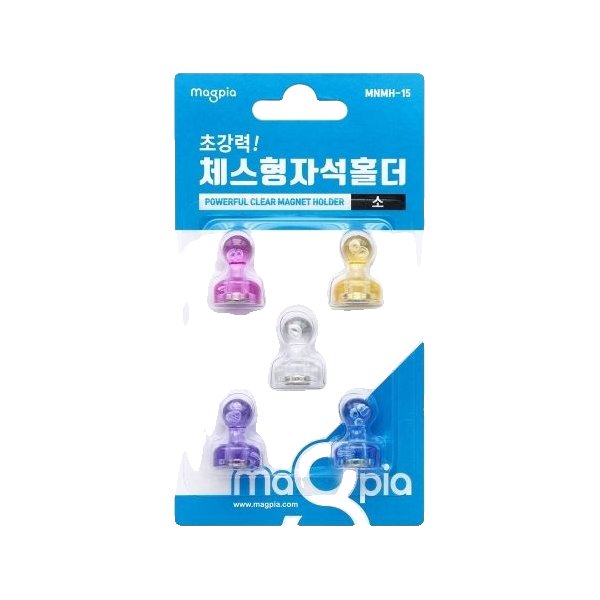 magpia
MNMH-15
초강력!
체스형자석홀더
POWERFUL CLEAR MAGNET HOLDER
소
magpia
www.magpia.com